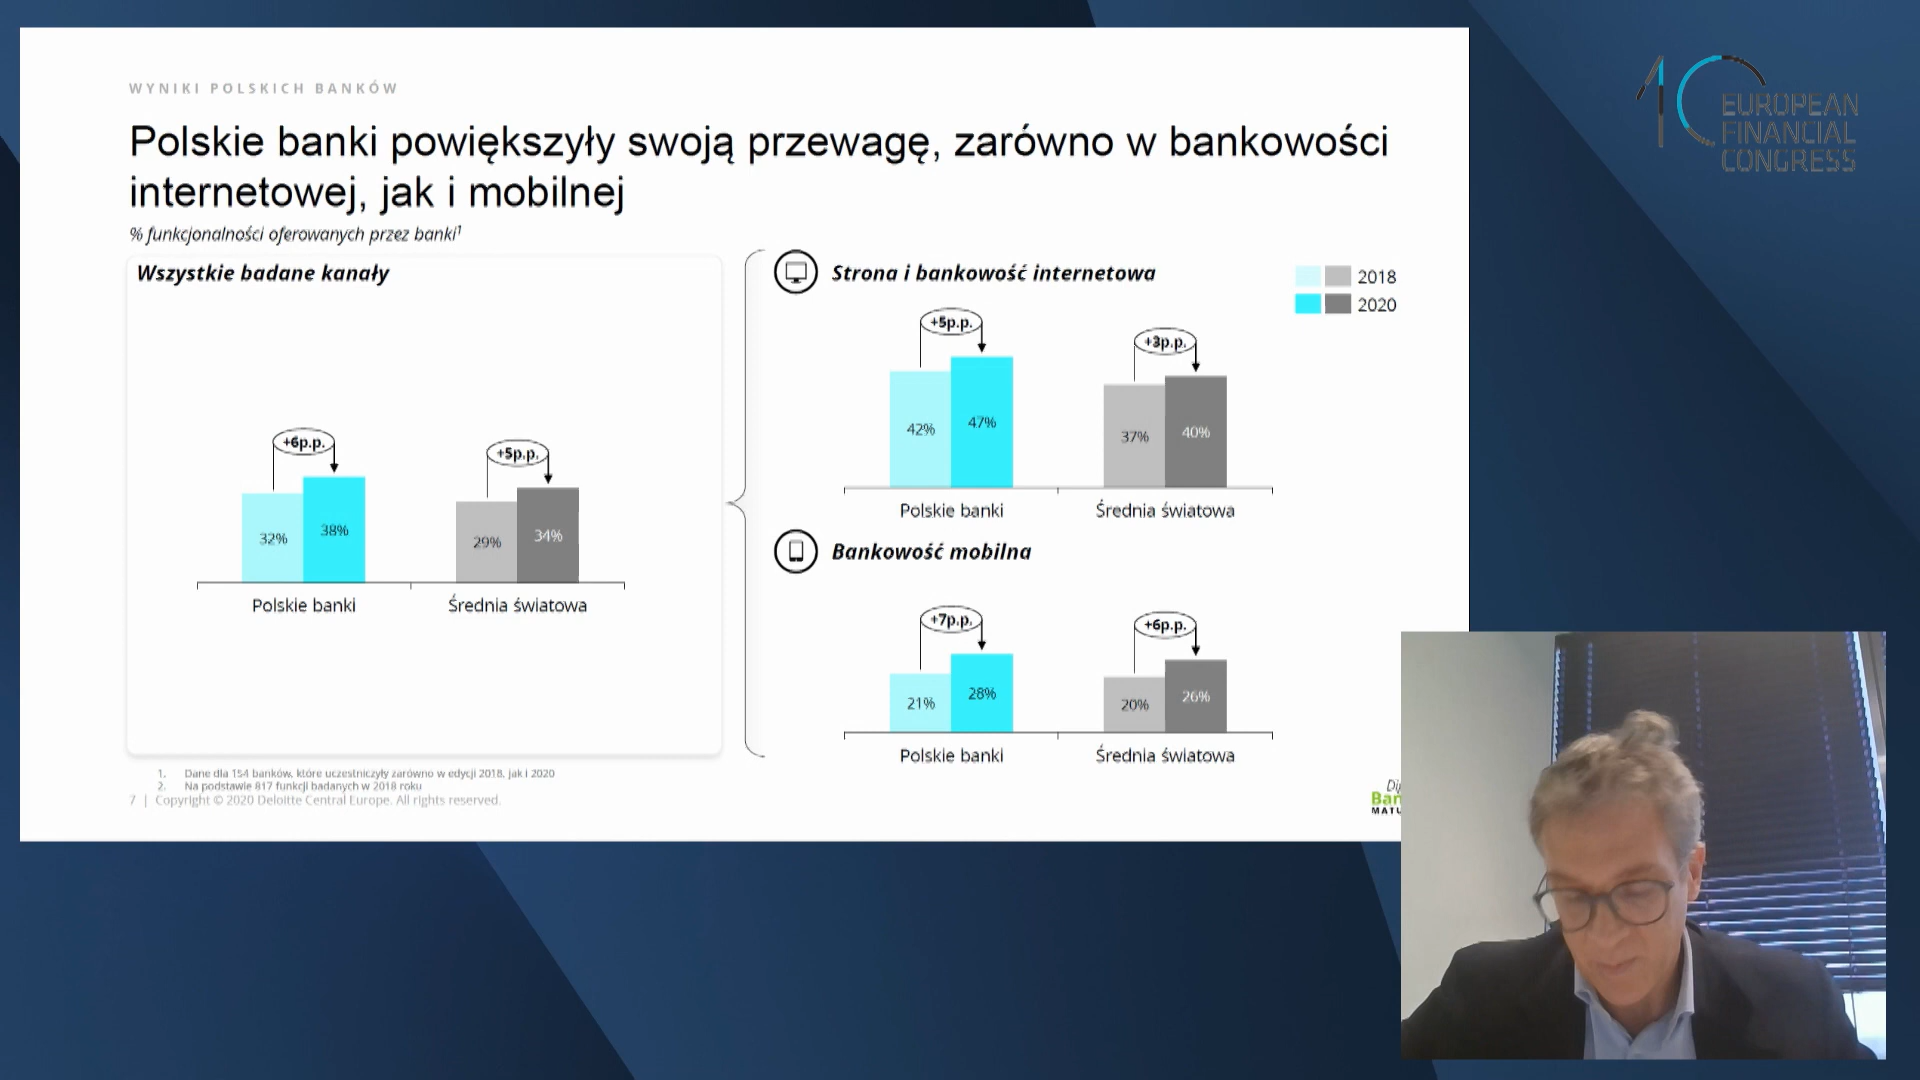 WYNIKI POLSKICH BANKÓW
Polskie banki powiększyły swoją przewagę, zarówno w bankowości
internetowej, jak i mobilnej
% funkcjonalności oferowanych przez banki¹
Wszystkie badane kanały
+6p.p.
+5p.p.
32%
38%
29%
34%
Polskie banki
Średnia światowa
Strona i bankowość internetowa
2018
2020
+5p.p.
+3p.p.
42%
47%
37%
40%
Polskie banki
Średnia światowa
Bankowość mobilna
+7p.p.
+6p.p.
21%
28%
20%
26%
Polskie banki
Średnia światowa
1. Dane dla 154 banków, które uczestniczyły zarówno w edycji 2018, jak i 2020
2. Na podstawie 817 funkcji badanych w 2018 roku
7 | Copyright © 2020 Deloitte Central Europe. All rights reserved.
10
EUROPEAN
FINANCIAL
CONGRESS